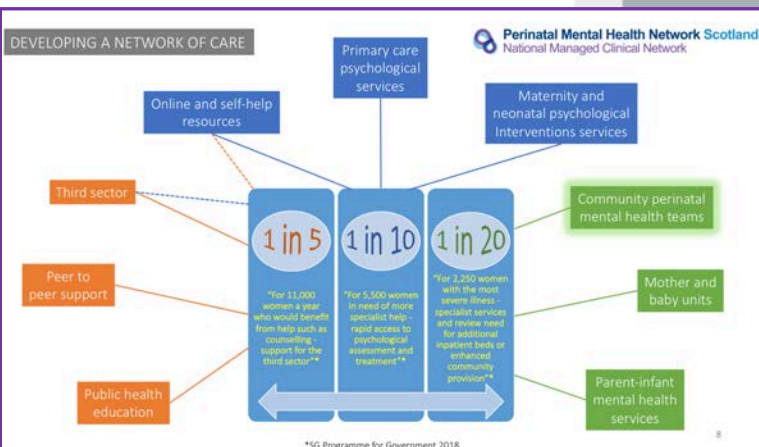 DEVELOPING A NETWORK OF CARE
Perinatal Mental Health Network Scotland
National Managed Clinical Network
Primary care
psychological
services
Online and self-help
resources
Maternity and
neonatal psychological
Interventions services
Third sector
Community perinatal
mental health teams
Peer to
peer support
Mother and
baby units
Public health
education
Parent-infant
mental health
services
1 in 5
"For 11,000
women a year
who would benefit
from help such as
counselling -
support for the
third sector"*
1 in 10
"For 5,500 women
in need of more
specialist help -
rapid access to
psychological
assessment and
treatment"*
1 in 20
"For 2,250 women
with the most
severe illness -
specialist services
and review need
for additional
inpatient beds or
enhanced
community
provision"*
*SG Programme for Government 2018
8